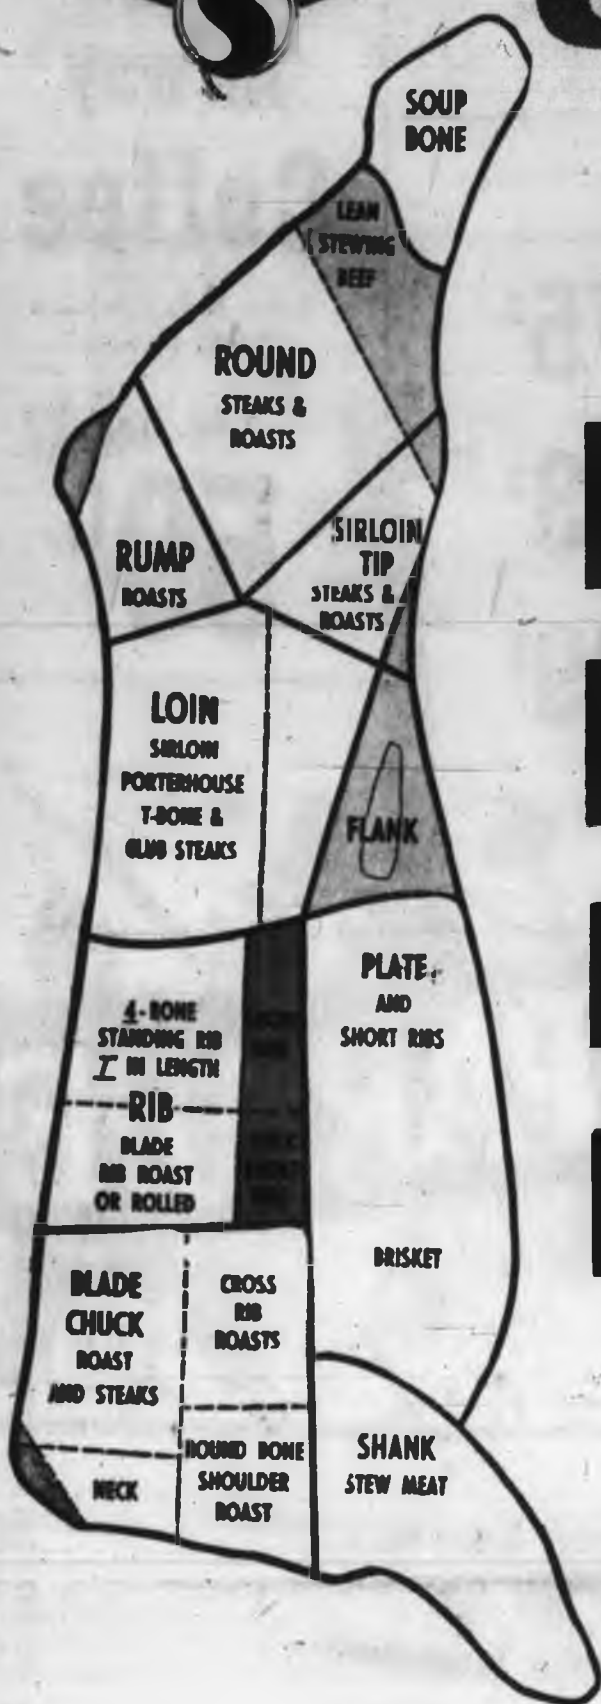 SOUP
BONE
LEAN
STEWING
BEEF
ROUND
STEAKS &
ROASTS
SIRLOIN
TIP
STEAKS &
ROASTS
RUMP
ROASTS
LOIN
SIRLOIN
PORTERHOUSE
T-BONE &
CLUB STEAKS
FLANK
PLATE
AND
SHORT RIBS
4-BONE
STANDING RIB
7" IN LENGTH
RIB
BLADE
RIB ROAST
OR ROLLED
BRISKET
BLADE
CHUCK
ROAST
AND STEAKS
CROSS
RIB
ROASTS
NECK
ROUND BONE
SHOULDER
ROAST
SHANK
STEW MEAT